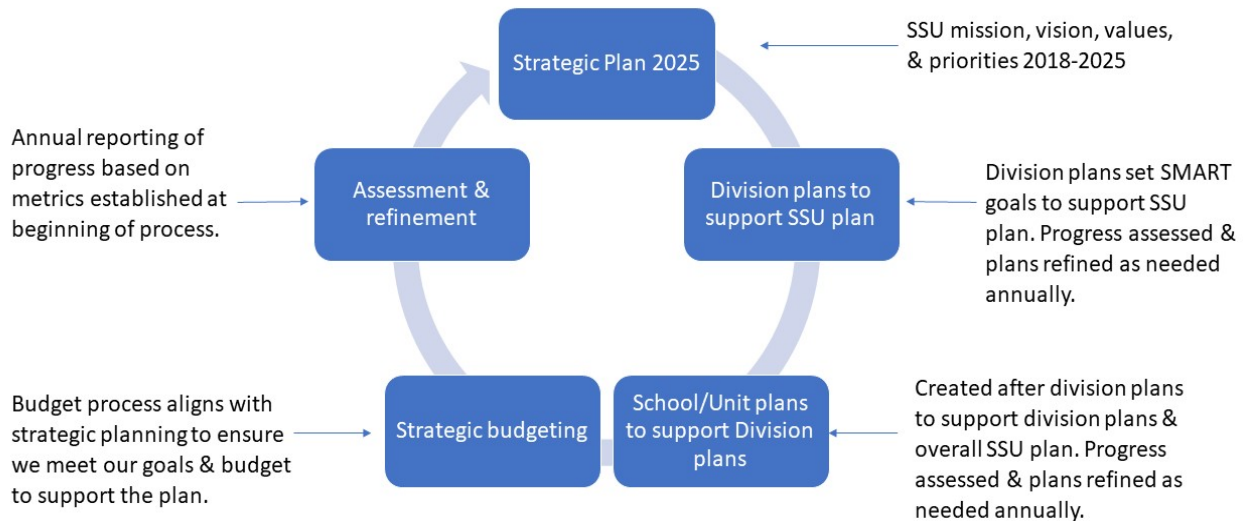 Strategic Plan 2025
SSU mission, vision, values,
& priorities 2018-2025
Division plans to
support SSU plan
Division plans set SMART
goals to support SSU
plan. Progress assessed &
plans refined as needed
annually.
School/Unit plans
to support Division
plans
Created after division plans
to support division plans &
overall SSU plan. Progress
assessed & plans refined as
needed annually.
Strategic budgeting
Budget process aligns with
strategic planning to ensure
we meet our goals & budget
to support the plan.
Assessment &
refinement
Annual reporting of
progress based on
metrics established at
beginning of process.